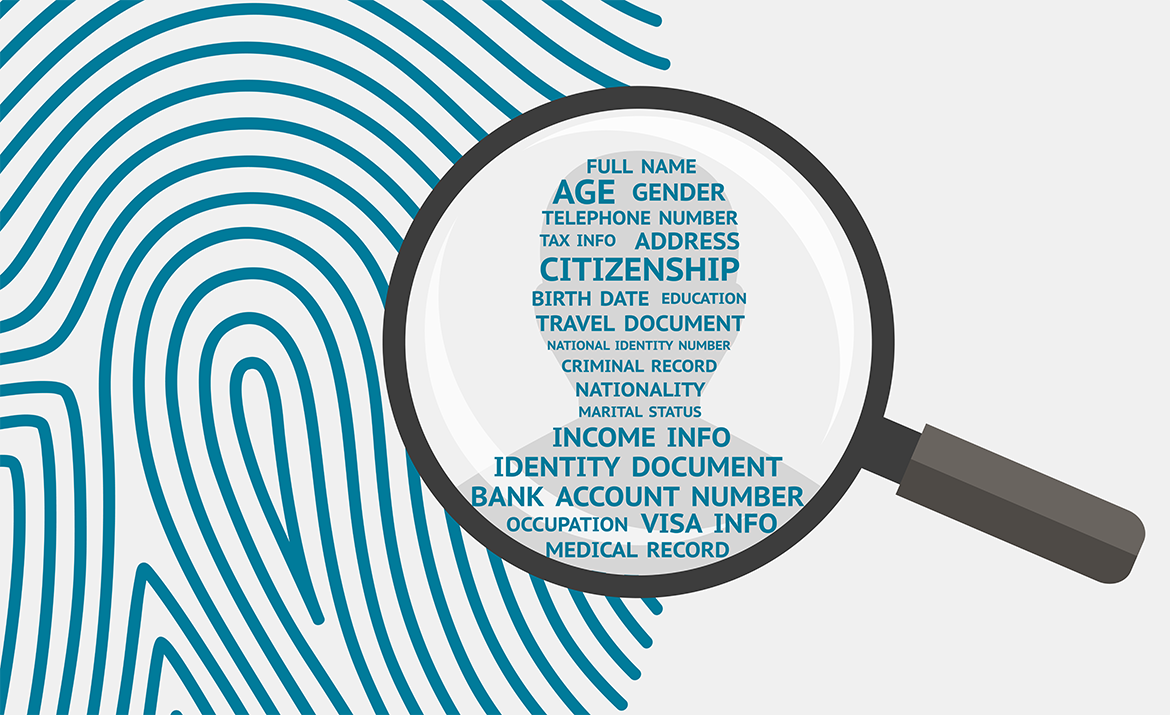 FULL NAME
AGE GENDER
TELEPHONE NUMBER
TAX INFO ADDRESS
CITIZENSHIP
BIRTH DATE EDUCATION
TRAVEL DOCUMENT
NATIONAL IDENTITY NUMBER
CRIMINAL RECORD
NATIONALITY
MARITAL STATUS
INCOME INFO
IDENTITY DOCUMENT
BANK ACCOUNT NUMBER
OCCUPATION VISA INFO
MEDICAL RECORD